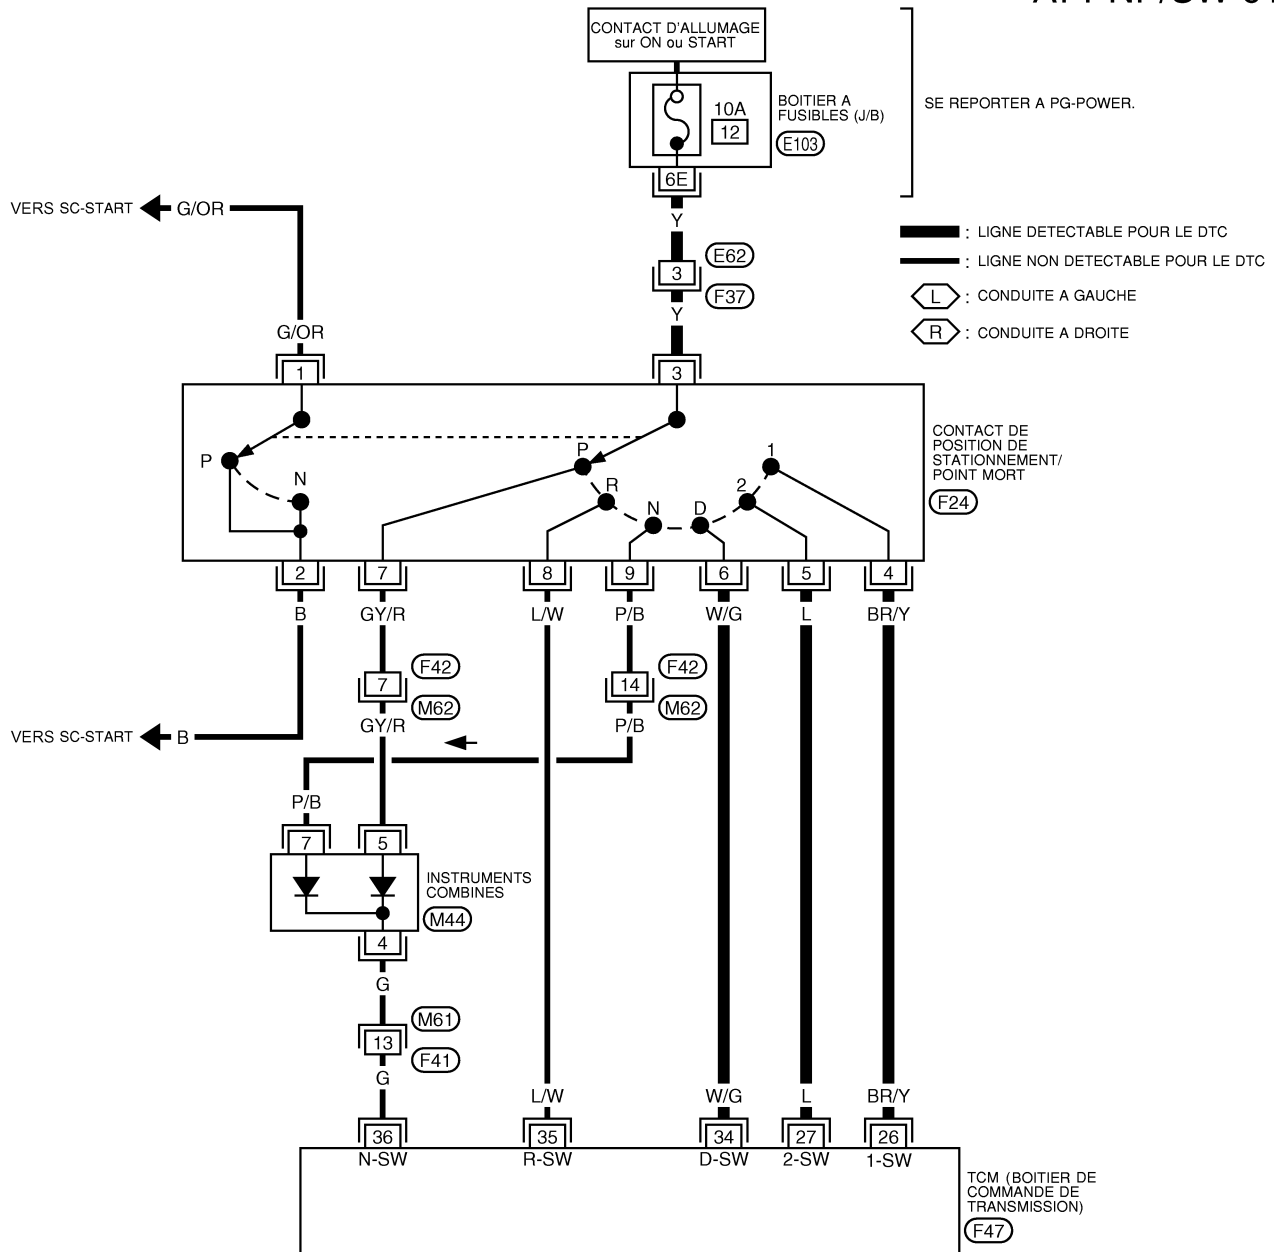 CONTACT D'ALLUMAGE
sur ON ou START
10A
12
BOITIER A
FUSIBLES (J/B)
E103
SE REPORTER A PG-POWER.
6E
VERS SC-START
G/OR
Y
: LIGNE DETECTABLE POUR LE DTC
E62
3
: LIGNE NON DETECTABLE POUR LE DTC
F37
L : CONDUITE A GAUCHE
Y
G/OR
R : CONDUITE A DROITE
1
3
CONTACT DE
POSITION DE
STATIONNEMENT/
POINT MORT
F24
P
N
P
R
N
D
2
1
2
7
8
9
6
5
4
B
GY/R
L/W
P/B
W/G
L
BR/Y
F42
7
M62
F42
14
M62
GY/R
P/B
VERS SC-START
B
P/B
7
5
INSTRUMENTS
COMBINES
M44
4
G
M61
13
F41
G
L/W
W/G
L
BR/Y
36
35
34
27
26
N-SW
R-SW
D-SW
2-SW
1-SW
TCM (BOITIER DE
COMMANDE DE
TRANSMISSION)
F47